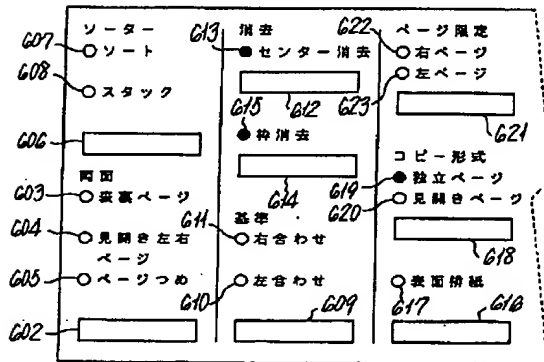 ソーター
607 ソート
608 スタック
606
両面
603 表裏ページ
604 見開き左右
ページ
605 ページつめ
602
消去
613 センター消去
612
615
枠消去
614
基準
611 右合わせ
610 左合わせ
609
ページ限定
622 右ページ
623 左ページ
621
コピー形式
619 独立ページ
620 見開きページ
618
表面排紙
617 616